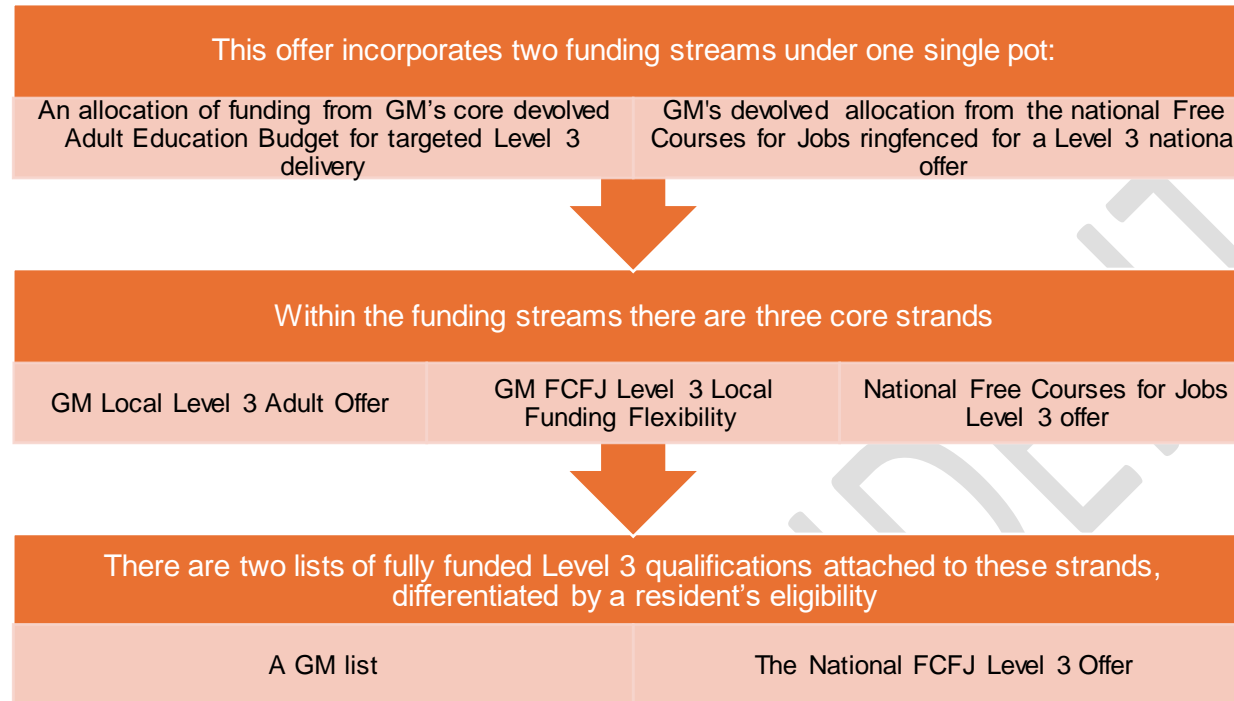 This offer incorporates two funding streams under one single pot:
An allocation of funding from GM’s core devolved
Adult Education Budget for targeted Level 3
delivery
GM's devolved allocation from the national Free
Courses for Jobs ringfenced for a Level 3 nationa
offer
Within the funding streams there are three core strands
GM Local Level 3 Adult Offer
GM FCFJ Level 3 Local
Funding Flexibility
National Free Courses for Jobs
Level 3 offer
There are two lists of fully funded Level 3 qualifications attached to these strands,
differentiated by a resident’s eligibility
A GM list
The National FCFJ Level 3 Offer